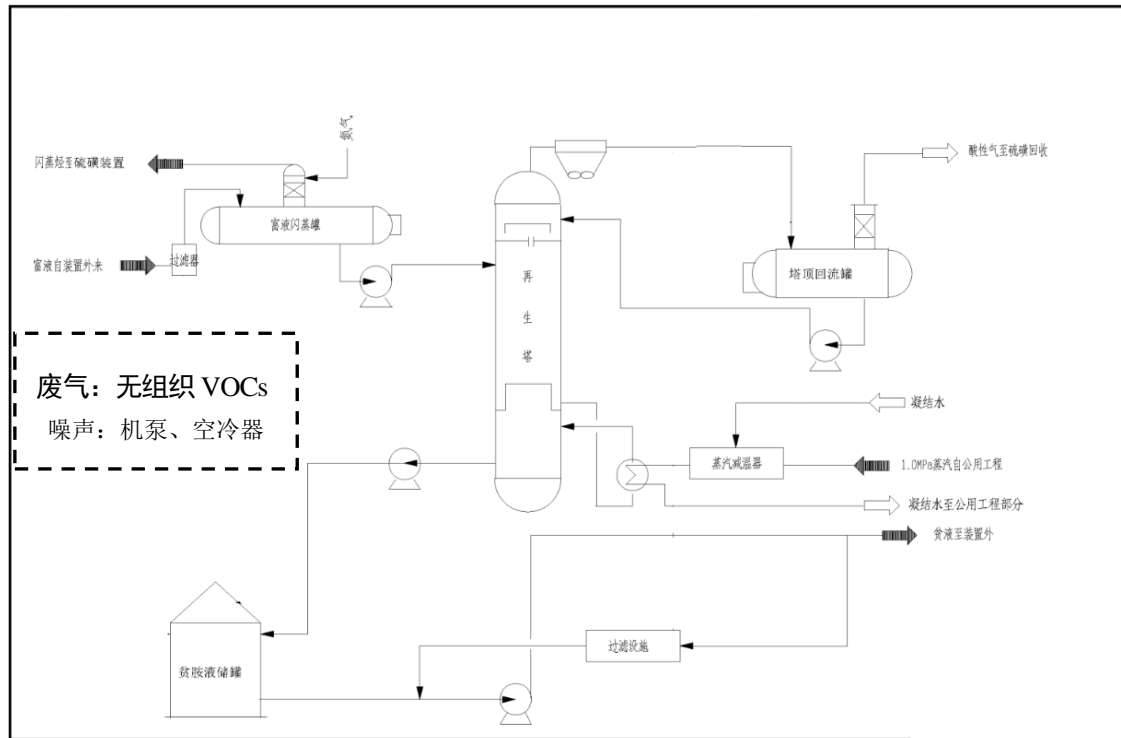 氨气
闪蒸烃至硫磺装置
酸性气至硫磺回收
富液闪蒸罐
过滤器
富液自装置外来
塔顶回流罐
再
生
塔
废气：无组织 VOCs
噪声：机泵、空冷器
凝结水
蒸汽减温器
1.0MPa蒸汽自公用工程
凝结水至公用工程部分
贫液至装置外
过滤设施
贫胺液储罐